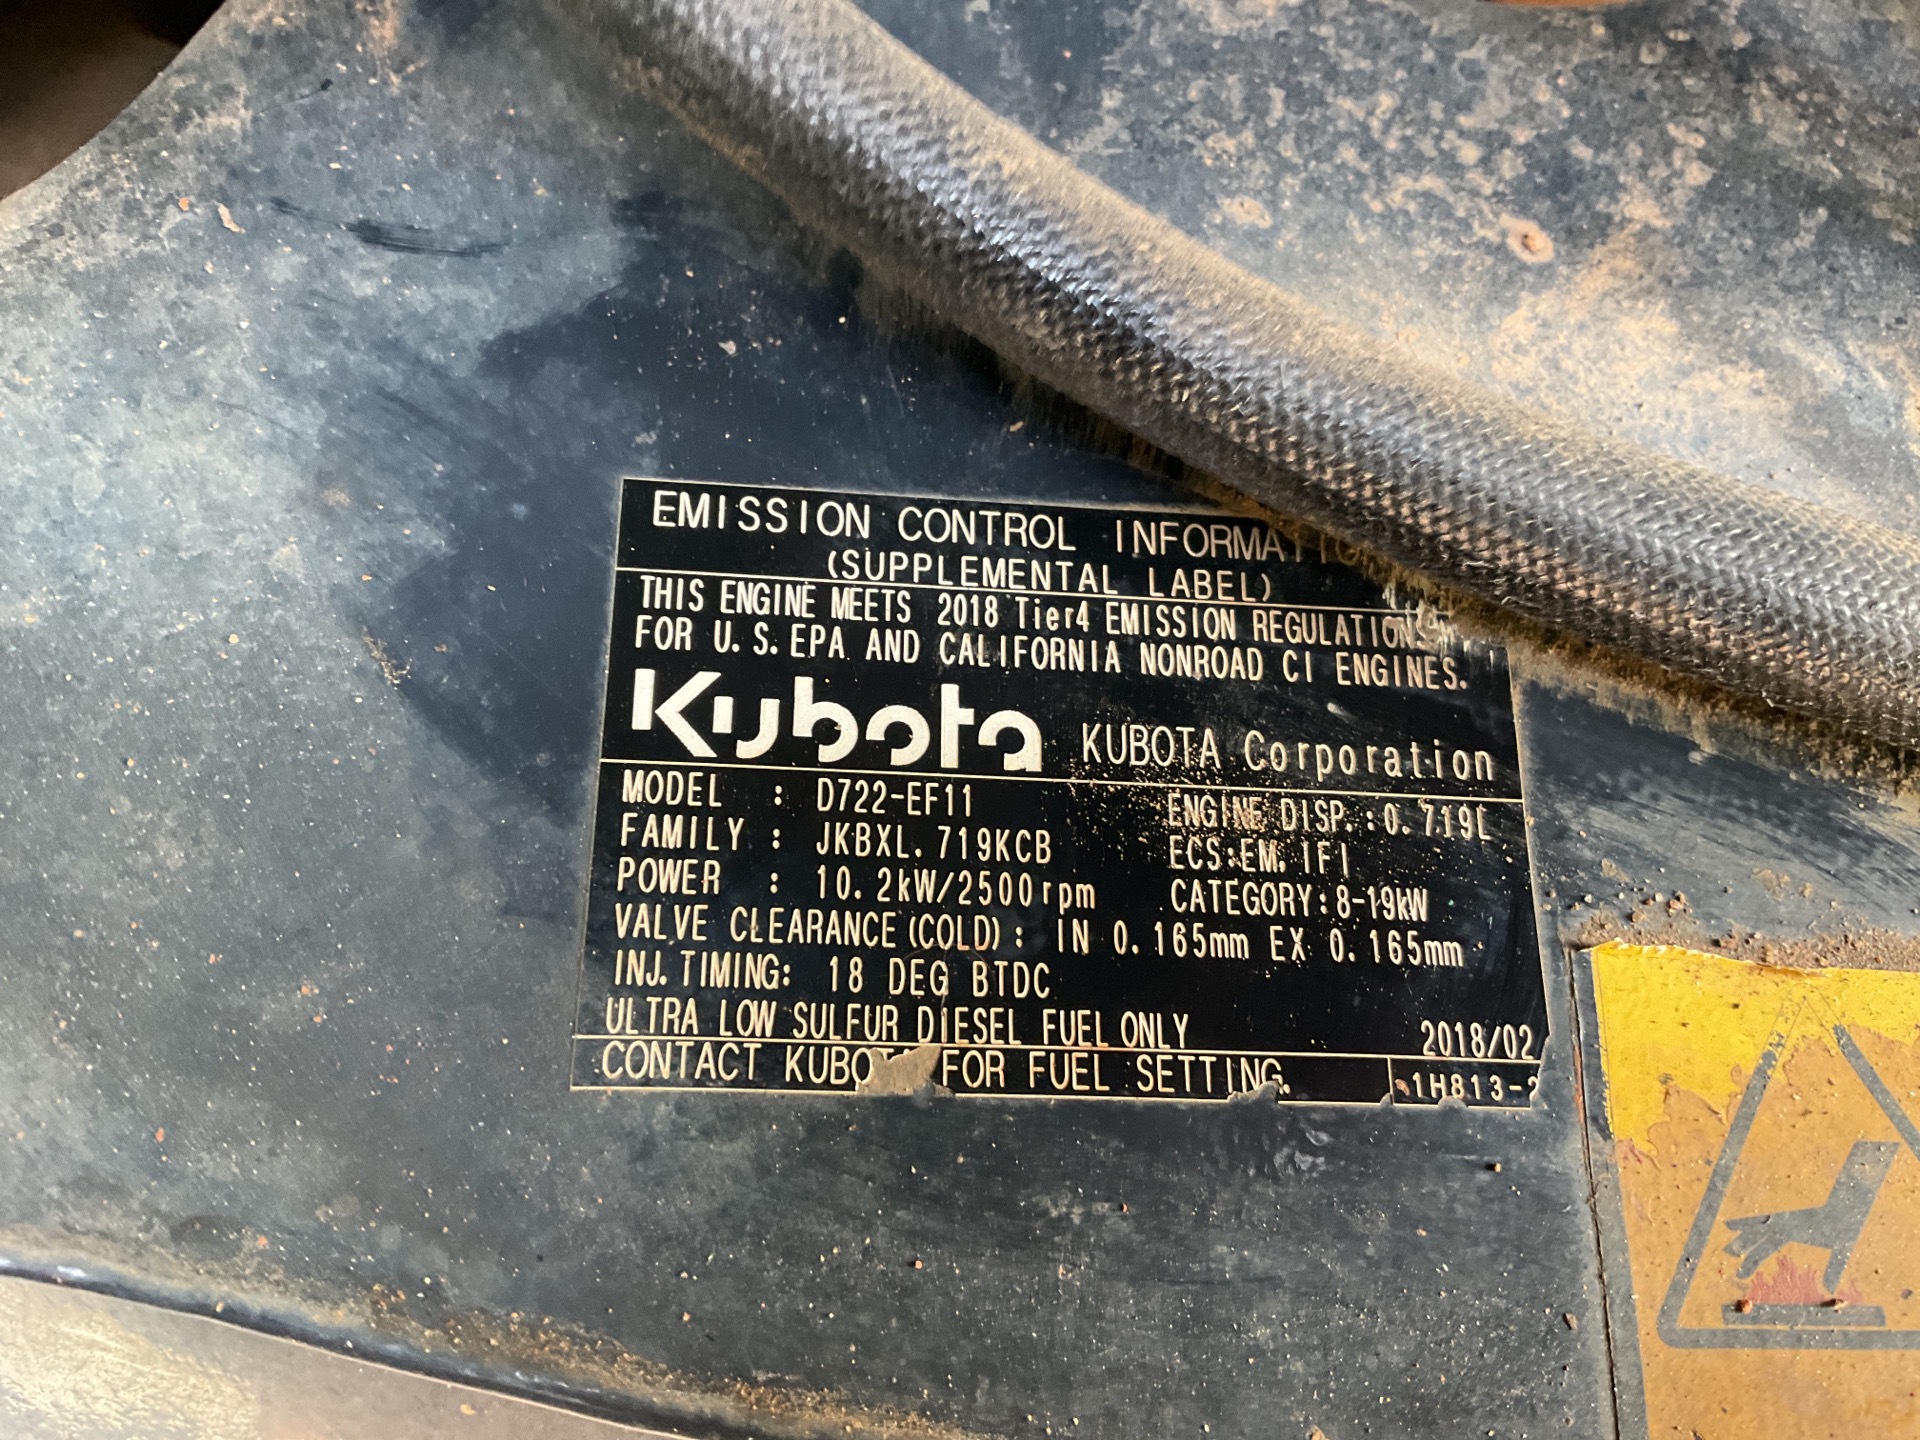 EMISSION CONTROL INFORMATIO
(SUPPLEMENTAL LABEL)
THIS ENGINE MEETS 2018 Tier4 EMISSION REGULATIONS
FOR U.S.EPA AND CALIFORNIA NONROAD CI ENGINES.
Kubota KUBOTA Corporation
MODEL : D722-EF11 ENGINE DISP.:0.719L
FAMILY : JKBXL.719KCB ECS:EM, IFI
POWER : 10.2kW/2500rpm CATEGORY:8-19kW
VALVE CLEARANCE(COLD): IN 0.165mm EX 0.165mm
INJ.TIMING: 18 DEG BTDC
ULTRA LOW SULFUR DIESEL FUEL ONLY 2018/02
CONTACT KUBOTA FOR FUEL SETTING. 1H813-2